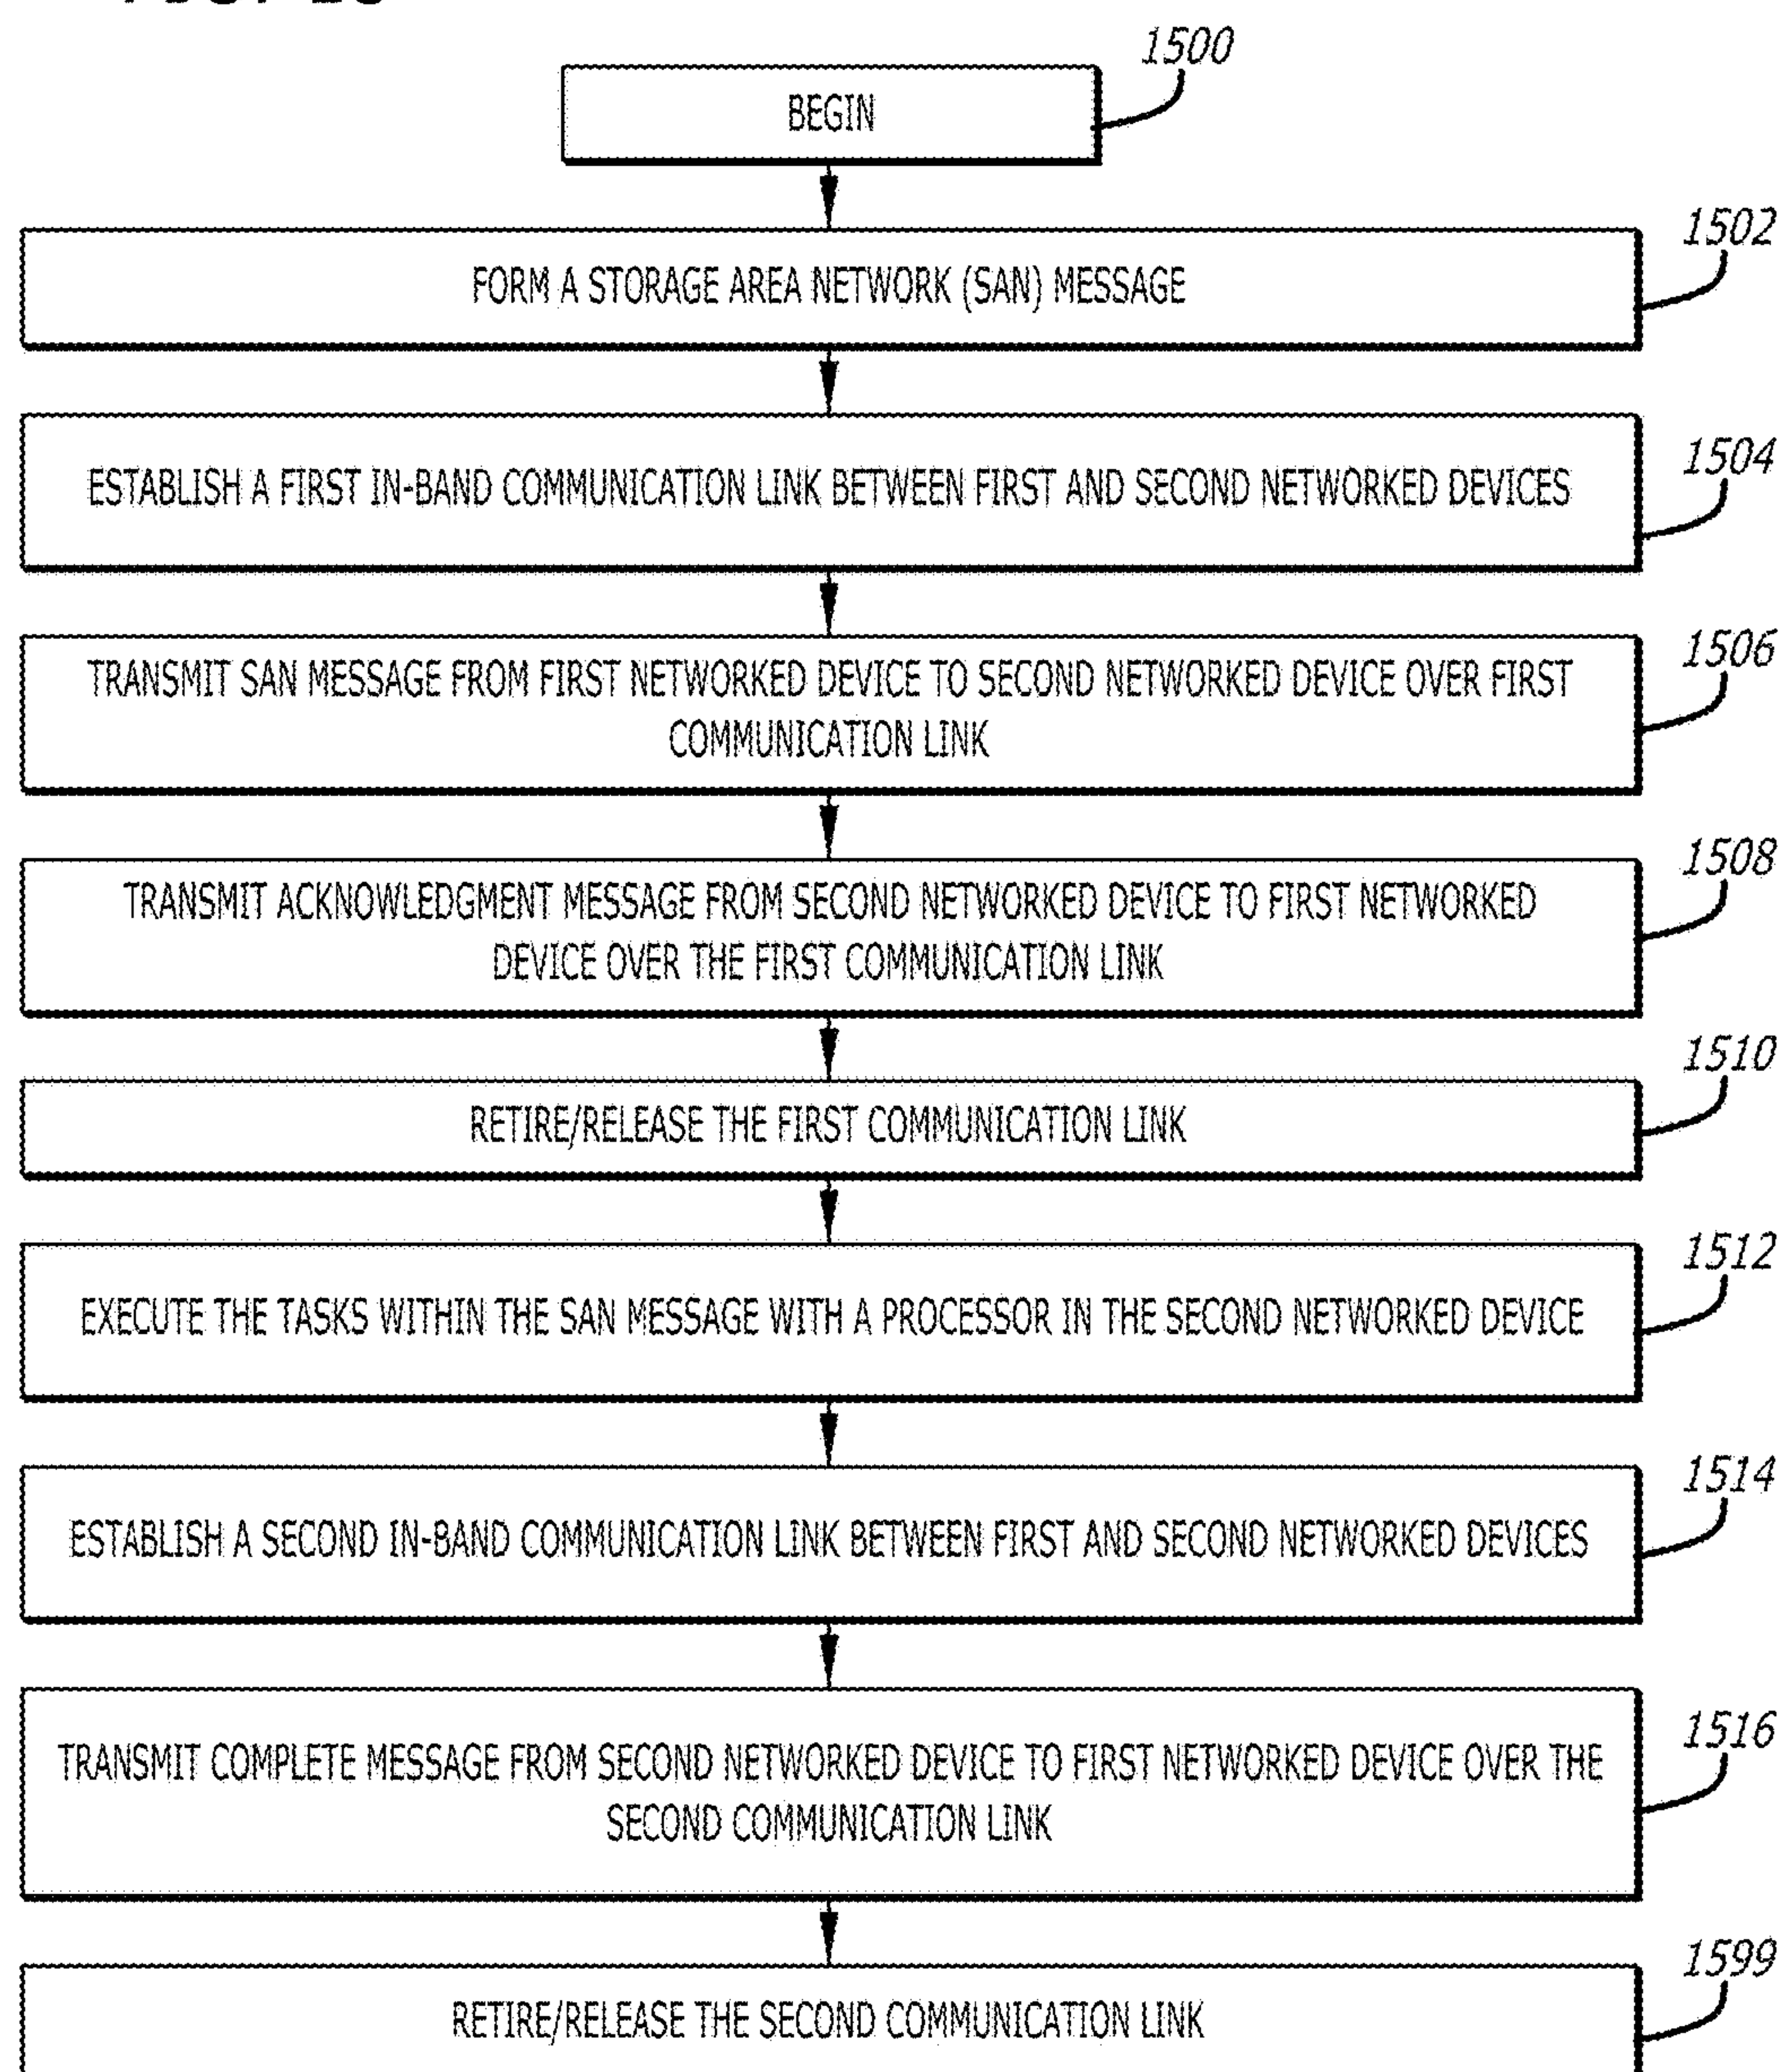 1500
BEGIN
1502
FORM A STORAGE AREA NETWORK (SAN) MESSAGE
1504
ESTABLISH A FIRST IN-BAND COMMUNICATION LINK BETWEEN FIRST AND SECOND NETWORKED DEVICES
1506
TRANSMIT SAN MESSAGE FROM FIRST NETWORKED DEVICE TO SECOND NETWORKED DEVICE OVER FIRST
COMMUNICATION LINK
1508
TRANSMIT ACKNOWLEDGMENT MESSAGE FROM SECOND NETWORKED DEVICE TO FIRST NETWORKED
DEVICE OVER THE FIRST COMMUNICATION LINK
1510
RETIRE/RELEASE THE FIRST COMMUNICATION LINK
1512
EXECUTE THE TASKS WITHIN THE SAN MESSAGE WITH A PROCESSOR IN THE SECOND NETWORKED DEVICE
1514
ESTABLISH A SECOND IN-BAND COMMUNICATION LINK BETWEEN FIRST AND SECOND NETWORKED DEVICES
1516
TRANSMIT COMPLETE MESSAGE FROM SECOND NETWORKED DEVICE TO FIRST NETWORKED DEVICE OVER THE
SECOND COMMUNICATION LINK
1599
RETIRE/RELEASE THE SECOND COMMUNICATION LINK